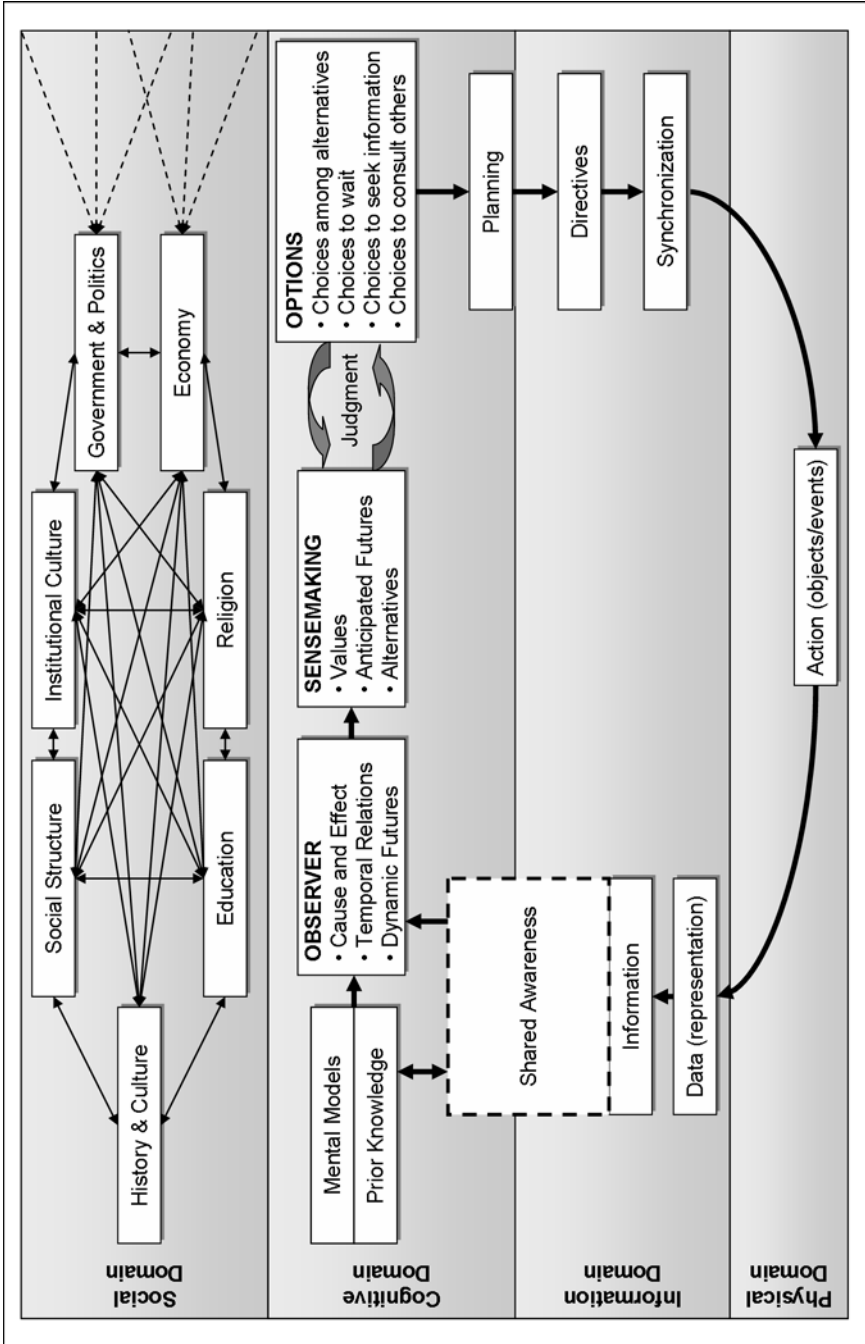 Social
Domain
History & Culture
Social Structure
Education
Institutional Culture
Religion
Government & Politics
Economy
Cognitive
Domain
Mental Models
Prior Knowledge
OBSERVER
• Cause and Effect
• Temporal Relations
• Dynamic Futures
SENSEMAKING
• Values
• Anticipated Futures
• Alternatives
Judgment
OPTIONS
• Choices among alternatives
• Choices to wait
• Choices to seek information
• Choices to consult others
Planning
Information
Domain
Shared Awareness
Information
Data (representation)
Directives
Synchronization
Physical
Domain
Action (objects/events)